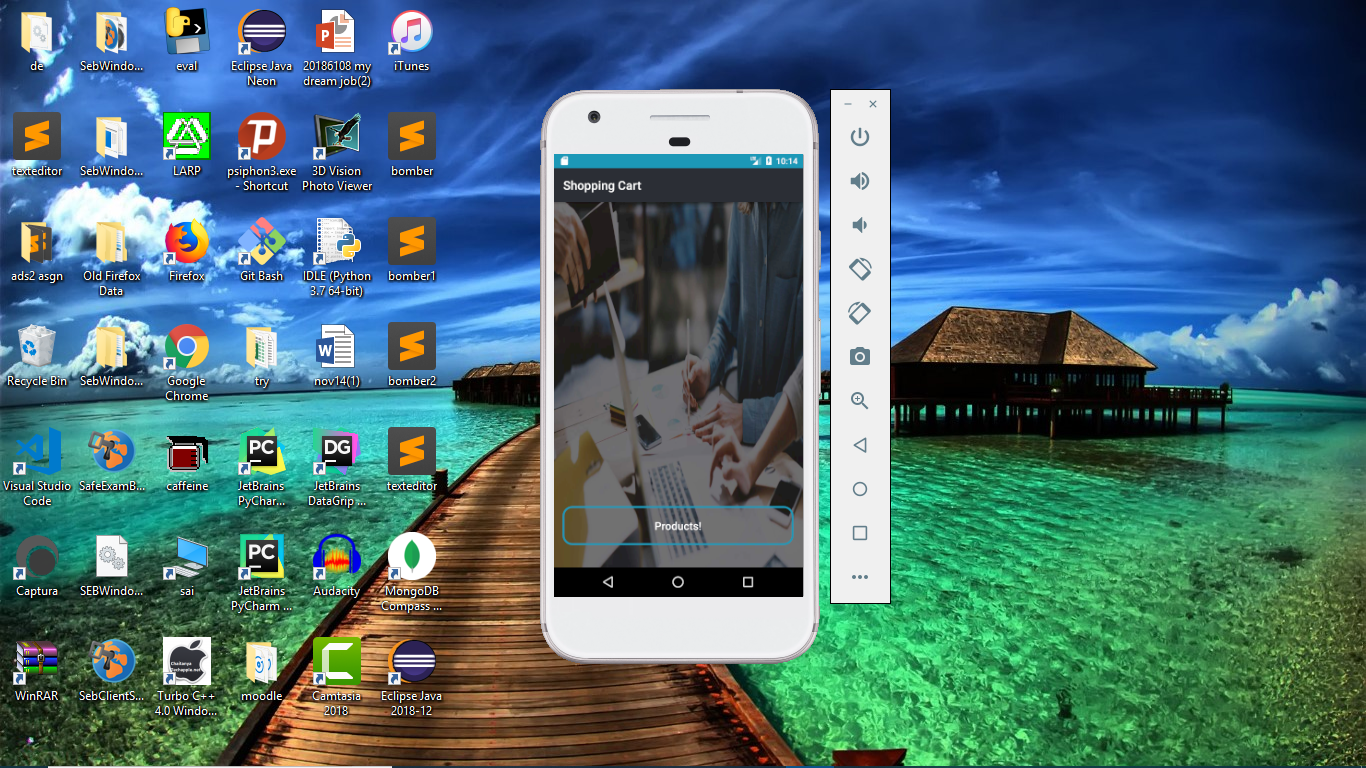 de
SebWindo...
eval
Eclipse Java
Neon
20186108 my
dream job(2)
iTunes
texteditor
SebWindo...
LARP
psiphon3.exe
- Shortcut
3D Vision
Photo Viewer
bomber
ads2 asgn
Old Firefox
Data
Firefox
Git Bash
IDLE (Python
3.7 64-bit)
bomber1
Recycle Bin
SebWindo...
Google
Chrome
try
nov14(1)
bomber2
Visual Studio
Code
SafeExamB...
caffeine
PC
JetBrains
PyChar...
DG
JetBrains
DataGrip ...
texteditor
Captura
SEBWindo...
sai
PC
JetBrains
PyCharm ...
Audacity
MongoDB
Compass ...
WinRAR
SebClientS...
Turbo C++
4.0 Windo...
moodle
Camtasia
2018
Eclipse Java
2018-12
10:14
Shopping Cart
Products!